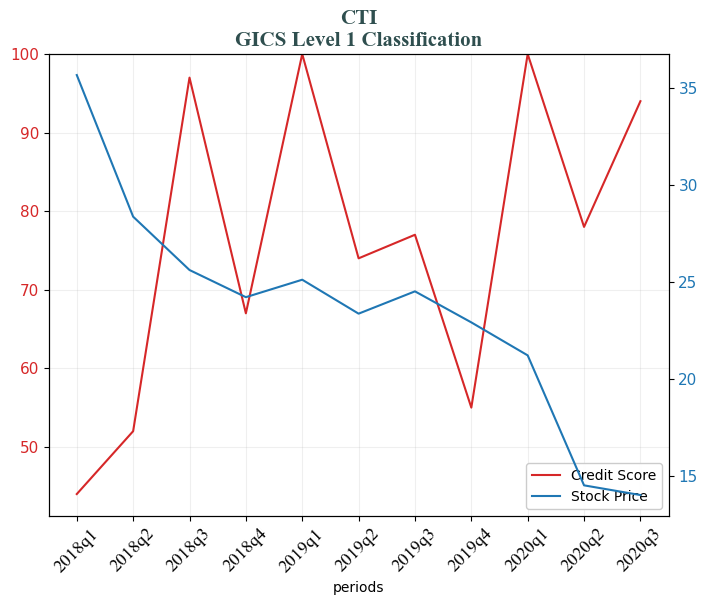 CTI
GICS Level 1 Classification
100
90
80
70
60
50
35
30
25
20
15
Credit Score
Stock Price
2018q1
2018q2
2018q3
2018q4
2019q1
2019q2
2019q3
2019q4
2020q1
2020q2
2020q3
periods